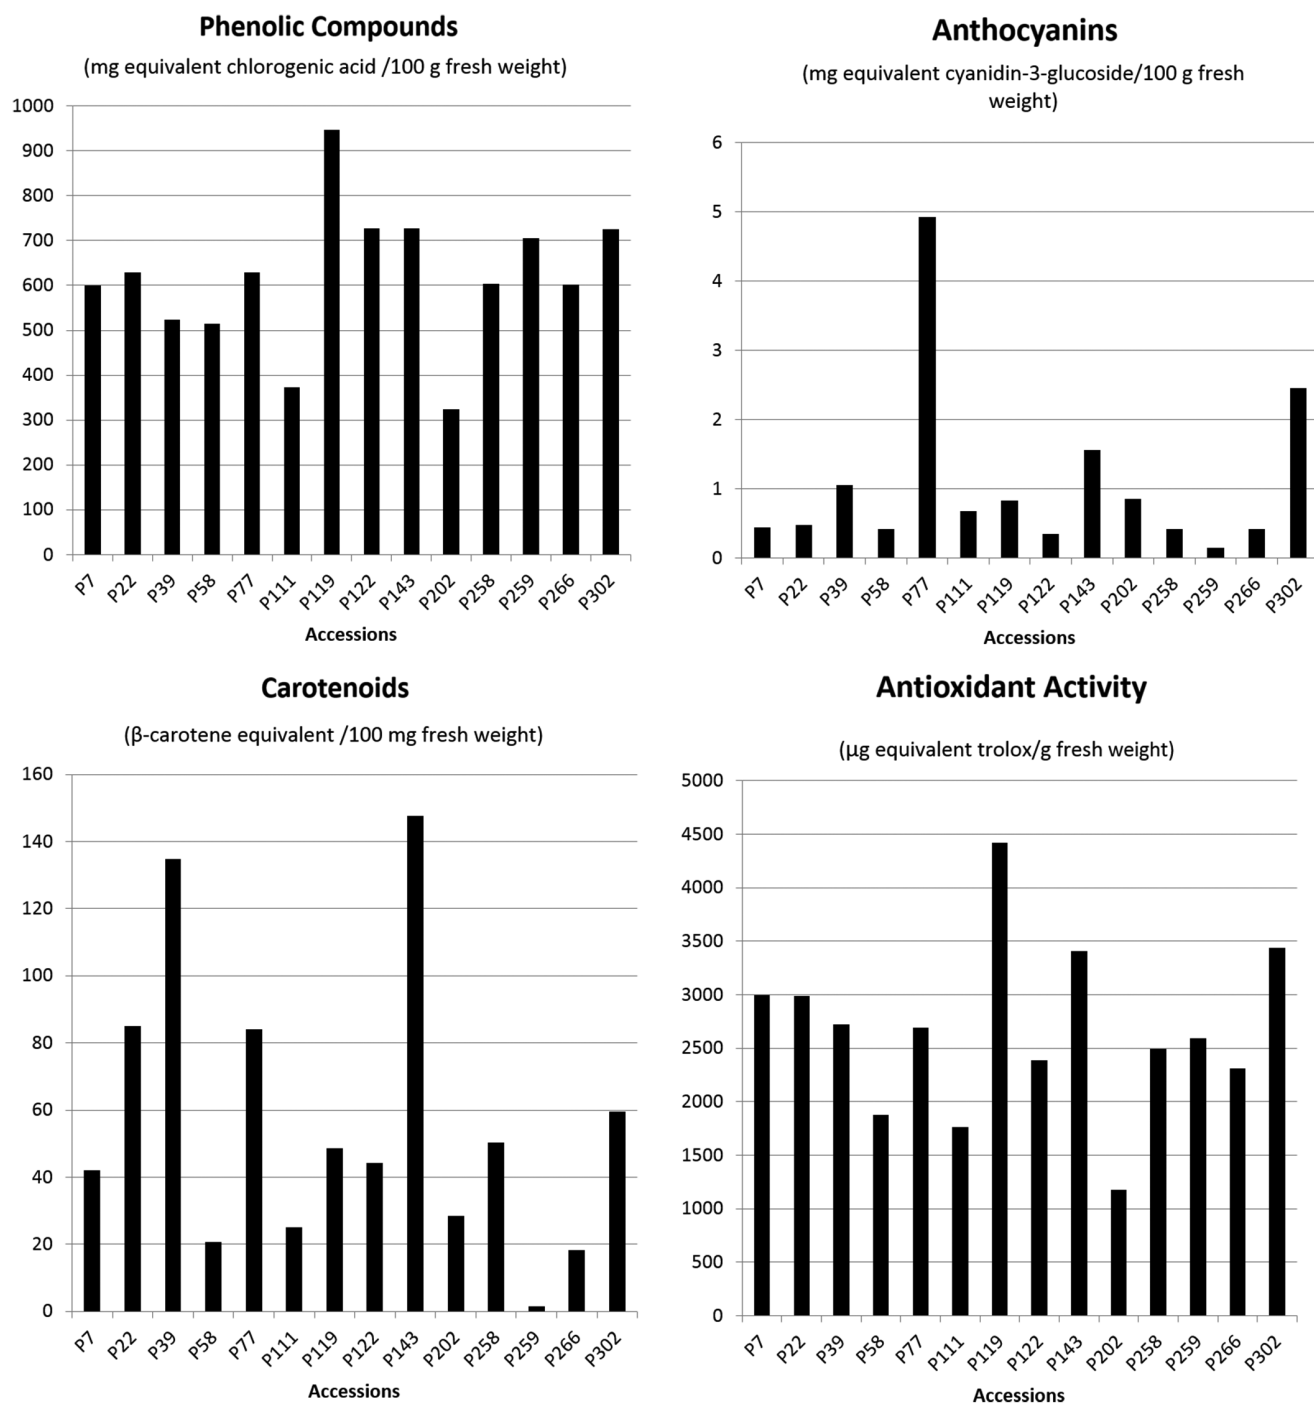 Phenolic Compounds
(mg equivalent chlorogenic acid /100 g fresh weight)
1000
900
800
700
600
500
400
300
200
100
0
P7 P22 P39 P58 P77 P111 P119 P122 P143 P202 P258 P259 P266 P302
Accessions
Anthocyanins
(mg equivalent cyanidin-3-glucoside/100 g fresh
weight)
6
5
4
3
2
1
0
P7 P22 P39 P58 P77 P111 P119 P122 P143 P202 P258 P259 P266 P302
Accessions
Carotenoids
(β-carotene equivalent /100 mg fresh weight)
160
140
120
100
80
60
40
20
0
P7 P22 P39 P58 P77 P111 P119 P122 P143 P202 P258 P259 P266 P302
Accessions
Antioxidant Activity
(µg equivalent trolox/g fresh weight)
5000
4500
4000
3500
3000
2500
2000
1500
1000
500
0
P7 P22 P39 P58 P77 P111 P119 P122 P143 P202 P258 P259 P266 P302
Accessions